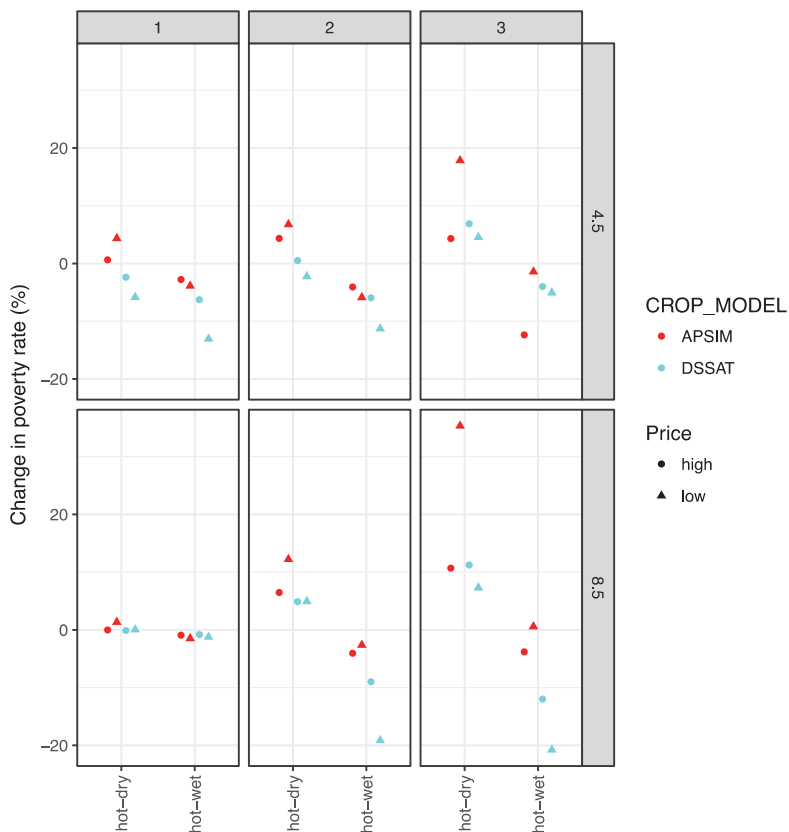 1
2
3
20
0
−20
4.5
20
0
−20
8.5
Change in poverty rate (%)
hot−dry
hot−wet
hot−dry
hot−wet
hot−dry
hot−wet
CROP_MODEL
APSIM
DSSAT
Price
high
low